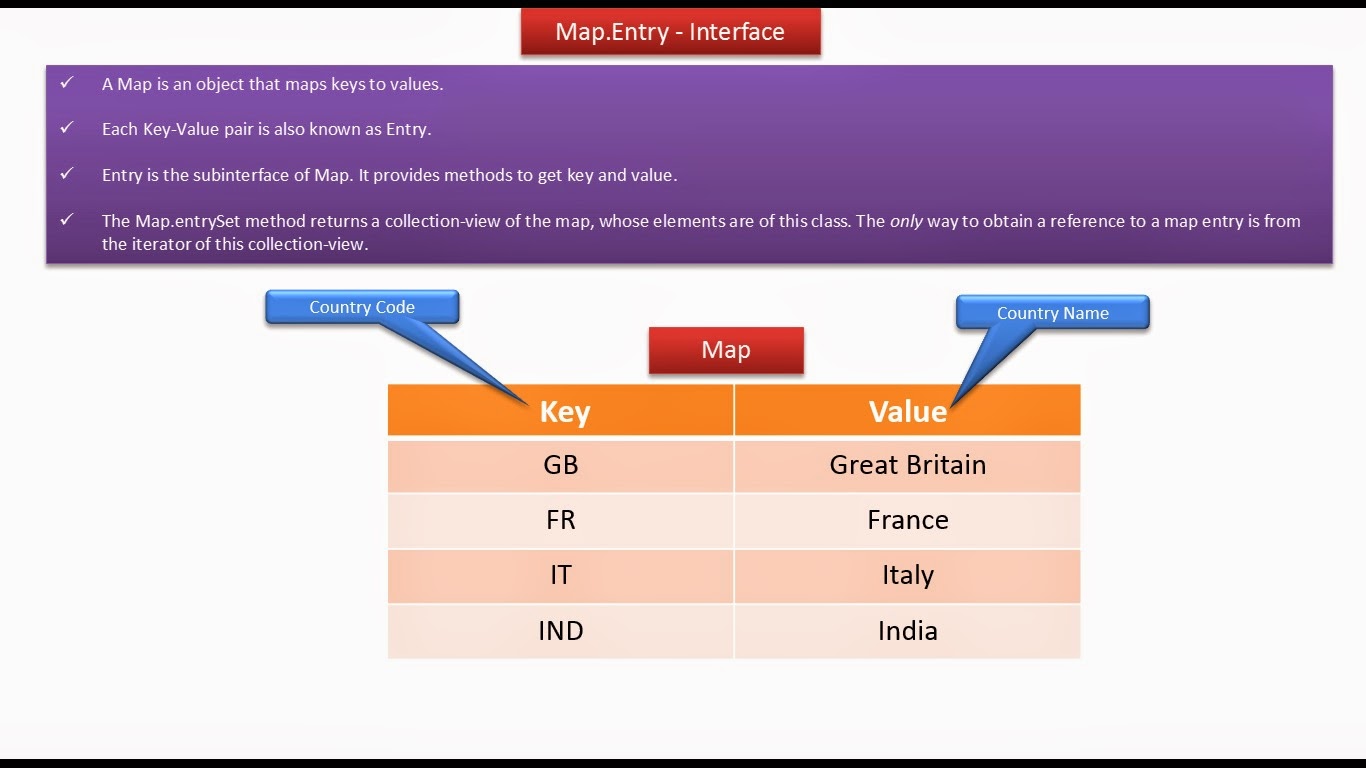 Map.Entry - Interface
A Map is an object that maps keys to values.
Each Key-Value pair is also known as Entry.
Entry is the subinterface of Map. It provides methods to get key and value.
The Map.entrySet method returns a collection-view of the map, whose elements are of this class. The only way to obtain a reference to a map entry is from
the iterator of this collection-view.
Country Code
Country Name
Map
Key Value
GB Great Britain
FR France
IT Italy
IND India